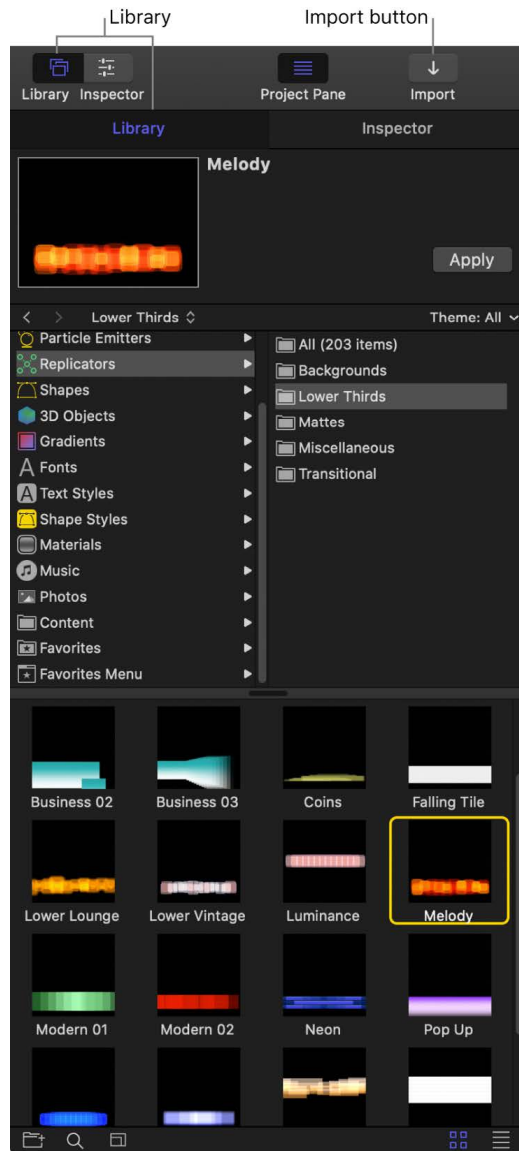 Library Import button
Library Inspector Project Pane Import
Library Inspector
Melody
Apply
Lower Thirds Theme: All
Particle Emitters
Replicators
Shapes
3D Objects
Gradients
Fonts
Text Styles
Shape Styles
Materials
Music
Photos
Content
Favorites
Favorites Menu
All (203 items)
Backgrounds
Lower Thirds
Mattes
Miscellaneous
Transitional
Business 02 Business 03 Coins Falling Tile
Lower Lounge Lower Vintage Luminance Melody
Modern 01 Modern 02 Neon Pop Up